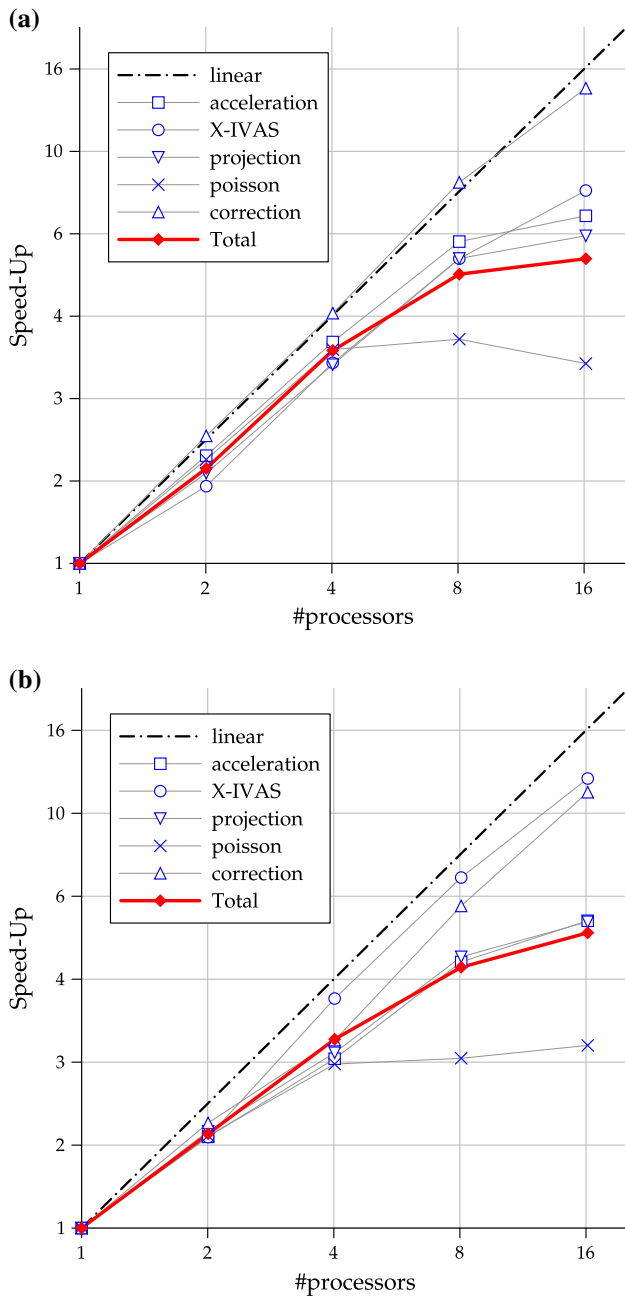 (a)
16
10
6
4
3
2
1
Speed-Up
linear
acceleration
X-IVAS
projection
poisson
correction
Total
1 2 4 8 16
#processors
(b)
16
10
6
4
3
2
1
Speed-Up
linear
acceleration
X-IVAS
projection
poisson
correction
Total
1 2 4 8 16
#processors